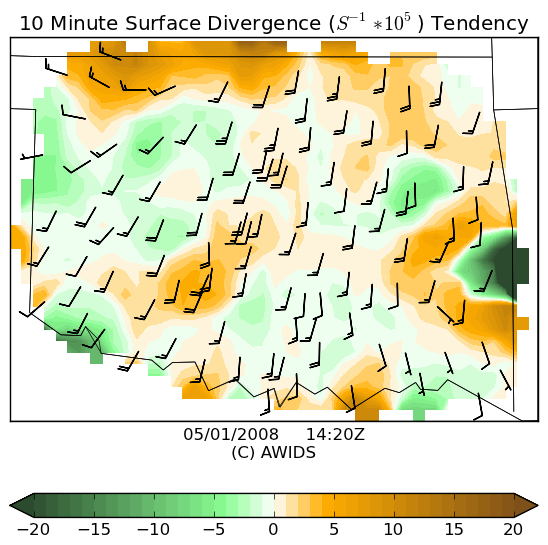 10 Minute Surface Divergence (S⁻¹ *10⁵ ) Tendency
05/01/2008 14:20Z
(C) AWIDS
−20 −15 −10 −5 0 5 10 15 20